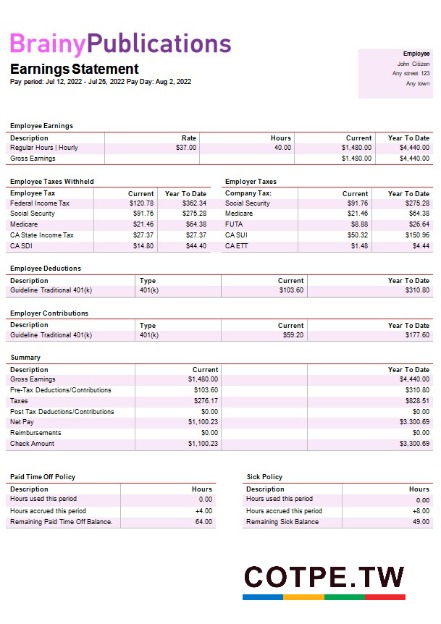 BrainyPublications
Earnings Statement
Pay period: Jul 12, 2022 - Jul 25, 2022 Pay Day: Aug 2, 2022
Employee
John Citizen
Any street 123
Any town
Employee Earnings
Description Rate Hours Current Year To Date
Regular Hours | Hourly $37.00 40.00 $1,480.00 $4,440.00
Gross Earnings $1,480.00 $4,440.00
Employee Taxes Withheld Employer Taxes
Employee Tax Current Year To Date Company Tax: Current Year To Date
Federal Income Tax $120.78 $362.34 Social Security $91.76 $275.28
Social Security $91.76 $275.28 Medicare $21.46 $64.38
Medicare $21.46 $64.38 FUTA $8.88 $26.64
CA State Income Tax $27.37 $27.37 CA SUI $50.32 $150.96
CA SDI $14.80 $44.40 CA ETT $1.48 $4.44
Employee Deductions
Description Type Current Year To Date
Guideline Traditional 401(k) 401(k) $103.60 $310.80
Employer Contributions
Description Type Current Year To Date
Guideline Traditional 401(k) 401(k) $59.20 $177.60
Summary
Description Current Year To Date
Gross Earnings $1,480.00 $4,440.00
Pre-Tax Deductions/Contributions $103.60 $310.80
Taxes $276.17 $828.51
Post Tax Deductions/Contributions $0.00 $0.00
Net Pay $1,100.23 $3,300.69
Reimbursements $0.00 $0.00
Check Amount $1,100.23 $3,300.69
Paid Time Off Policy Sick Policy
Description Hours Description Hours
Hours used this period 0.00 Hours used this period 0.00
Hours accrued this period +4.00 Hours accrued this period +8.00
Remaining Paid Time Off Balance. 64.00 Remaining Sick Balance 49.00
COTPE.TW